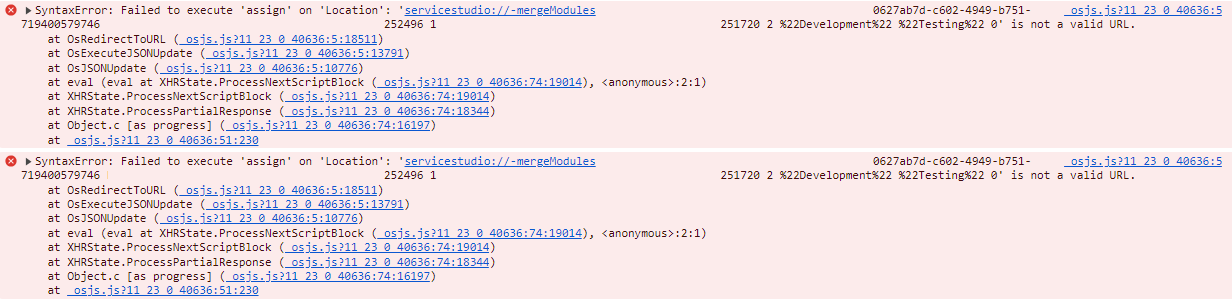 SyntaxError: Failed to execute 'assign' on 'Location': 'servicestudio://-mergeModules 0627ab7d-c602-4949-b751- _osjs.js?11_23_0_40636:5
719400579746 252496 1 251720 2 %22Development%22 %22Testing%22 0' is not a valid URL.
at OsRedirectToURL (_osjs.js?11_23_0_40636:5:18511)
at OsExecuteJSONUpdate (_osjs.js?11_23_0_40636:5:13791)
at OsJSONUpdate (_osjs.js?11_23_0_40636:5:10776)
at eval (eval at XHRState.ProcessNextScriptBlock (_osjs.js?11_23_0_40636:74:19014), <anonymous>:2:1)
at XHRState.ProcessNextScriptBlock (_osjs.js?11_23_0_40636:74:19014)
at XHRState.ProcessPartialResponse (_osjs.js?11_23_0_40636:74:18344)
at Object.c [as progress] (_osjs.js?11_23_0_40636:74:16197)
at _osjs.js?11_23_0_40636:51:230
SyntaxError: Failed to execute 'assign' on 'Location': 'servicestudio://-mergeModules 0627ab7d-c602-4949-b751- _osjs.js?11_23_0_40636:5
719400579746 252496 1 251720 2 %22Development%22 %22Testing%22 0' is not a valid URL.
at OsRedirectToURL (_osjs.js?11_23_0_40636:5:18511)
at OsExecuteJSONUpdate (_osjs.js?11_23_0_40636:5:13791)
at OsJSONUpdate (_osjs.js?11_23_0_40636:5:10776)
at eval (eval at XHRState.ProcessNextScriptBlock (_osjs.js?11_23_0_40636:74:19014), <anonymous>:2:1)
at XHRState.ProcessNextScriptBlock (_osjs.js?11_23_0_40636:74:19014)
at XHRState.ProcessPartialResponse (_osjs.js?11_23_0_40636:74:18344)
at Object.c [as progress] (_osjs.js?11_23_0_40636:74:16197)
at _osjs.js?11_23_0_40636:51:230